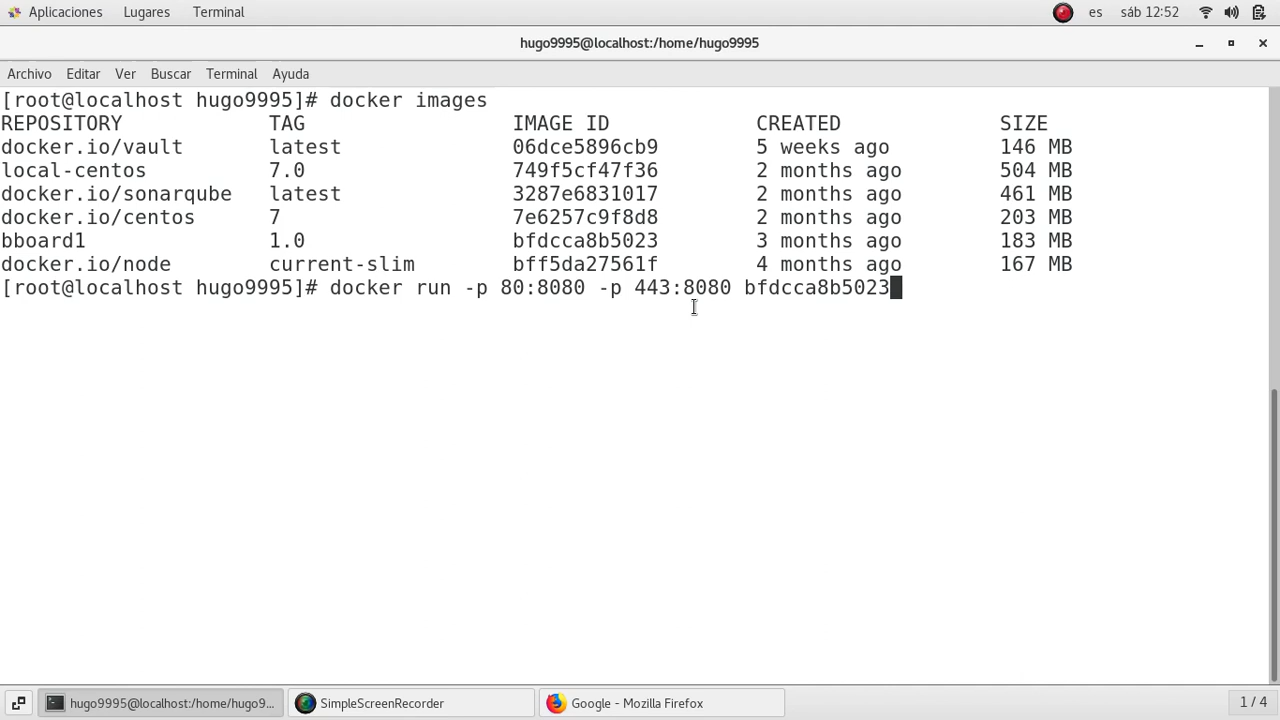 Aplicaciones Lugares Terminal es sáb 12:52
hugo9995@localhost:/home/hugo9995
Archivo Editar Ver Buscar Terminal Ayuda
[root@localhost hugo9995]# docker images
REPOSITORY TAG IMAGE ID CREATED SIZE
docker.io/vault latest 06dce5896cb9 5 weeks ago 146 MB
local-centos 7.0 749f5cf47f36 2 months ago 504 MB
docker.io/sonarqube latest 3287e6831017 2 months ago 461 MB
docker.io/centos 7 7e6257c9f8d8 2 months ago 203 MB
bboard1 1.0 bfdcca8b5023 3 months ago 183 MB
docker.io/node current-slim bff5da27561f 4 months ago 167 MB
[root@localhost hugo9995]# docker run -p 80:8080 -p 443:8080 bfdcca8b5023
hugo9995@localhost:/home/hugo9... SimpleScreenRecorder Google - Mozilla Firefox 1 / 4